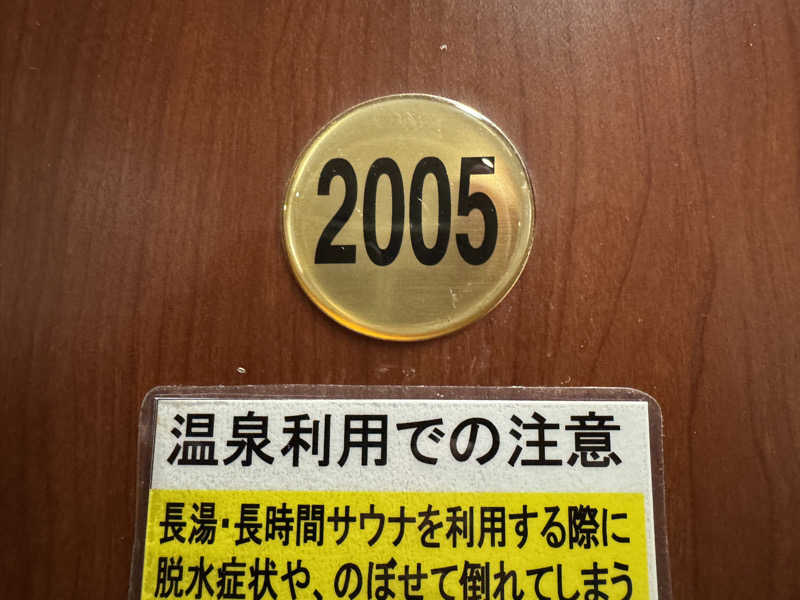 2005
温泉利用での注意
長湯・長時間サウナを利用する際に
脱水症状や、のぼせて倒れてしまう